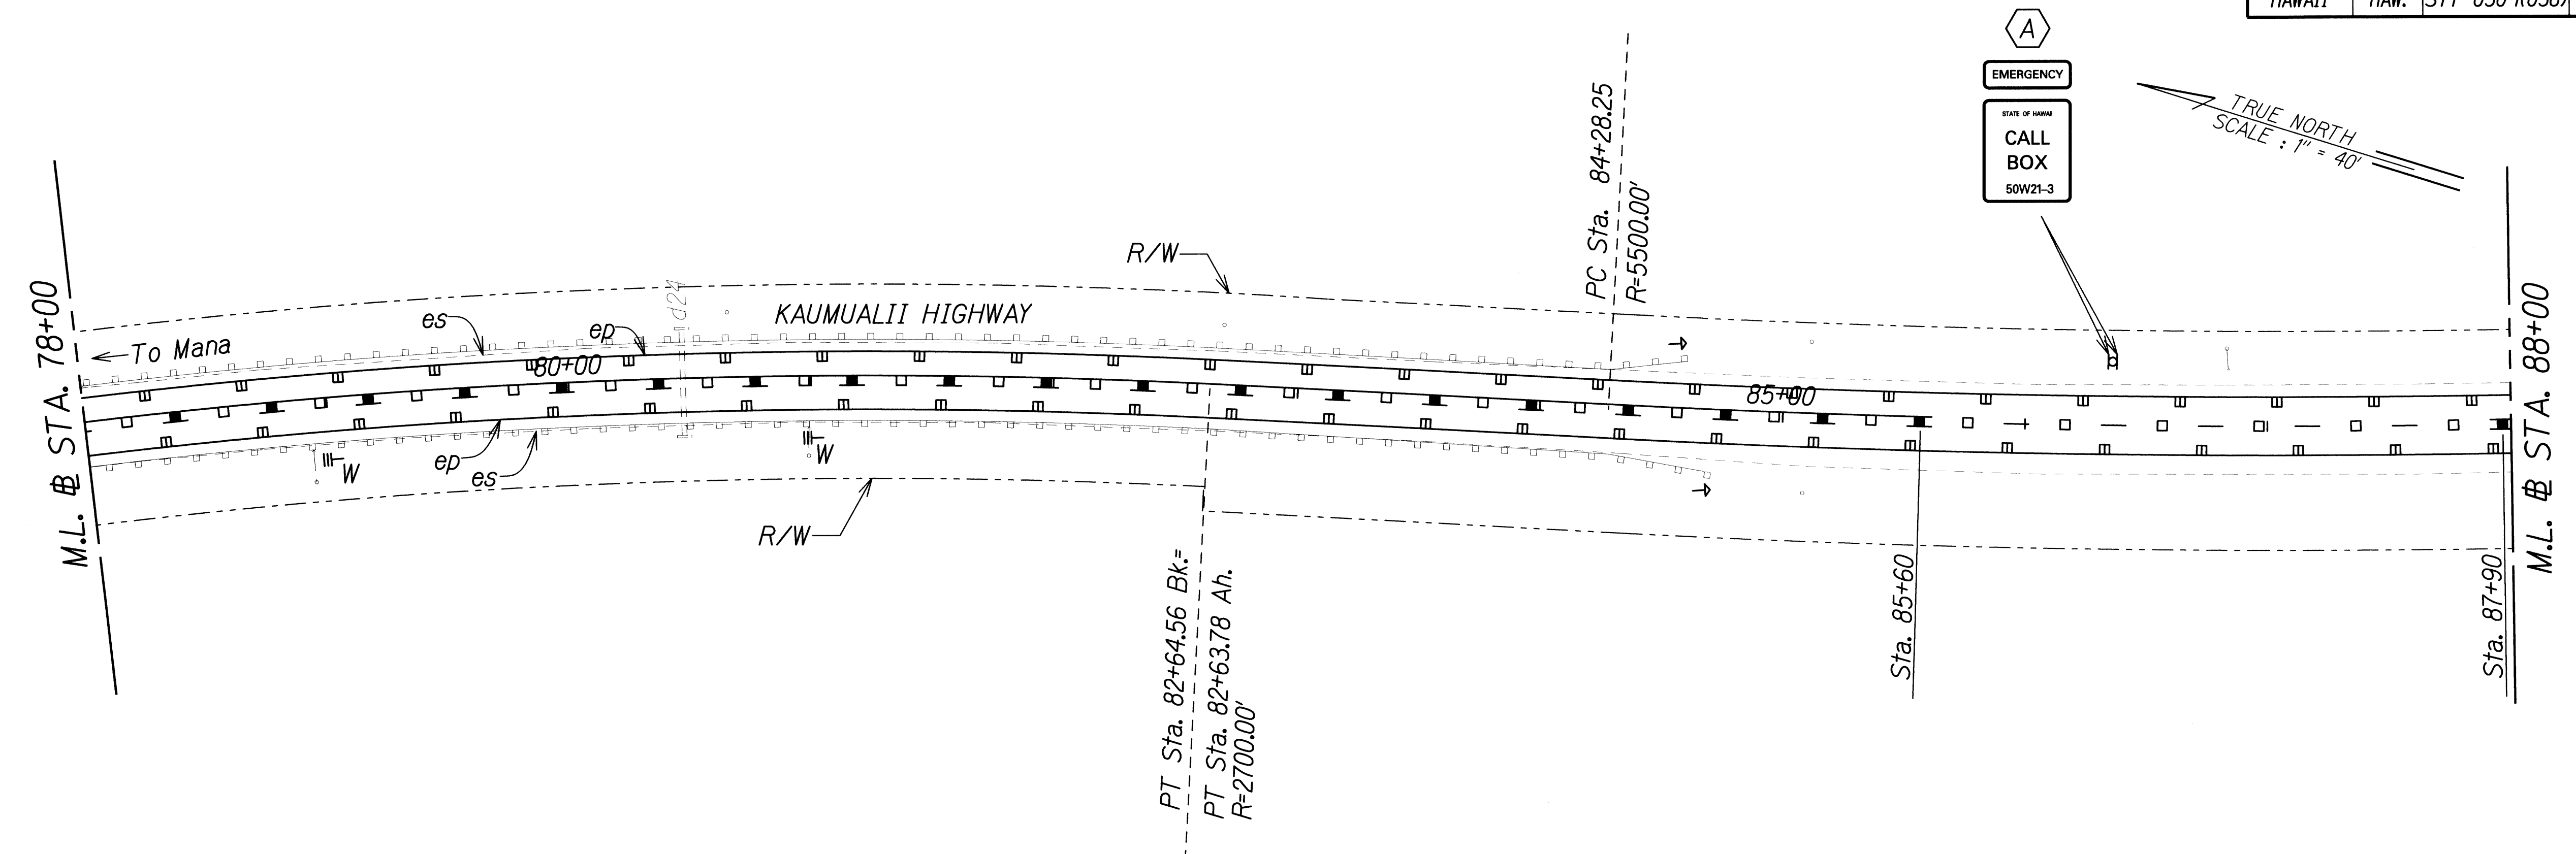 HAWAII HAW.
A
EMERGENCY
STATE OF HAWAII
CALL
BOX
50W21-3
TRUE NORTH
SCALE : 1" = 40'
PC Sta. 84+28.25
R=5500.00'
R/W
M.L. BL STA. 78+00
To Mana
es
ep
d24
KAUMUALII HIGHWAY
80+00
85+00
M.L. BL STA. 88+00
ep
es
W
W
R/W
PT Sta. 82+64.56 Bk.=
PT Sta. 82+63.78 Ah.
R=2700.00'
Sta. 85+60
Sta. 87+90